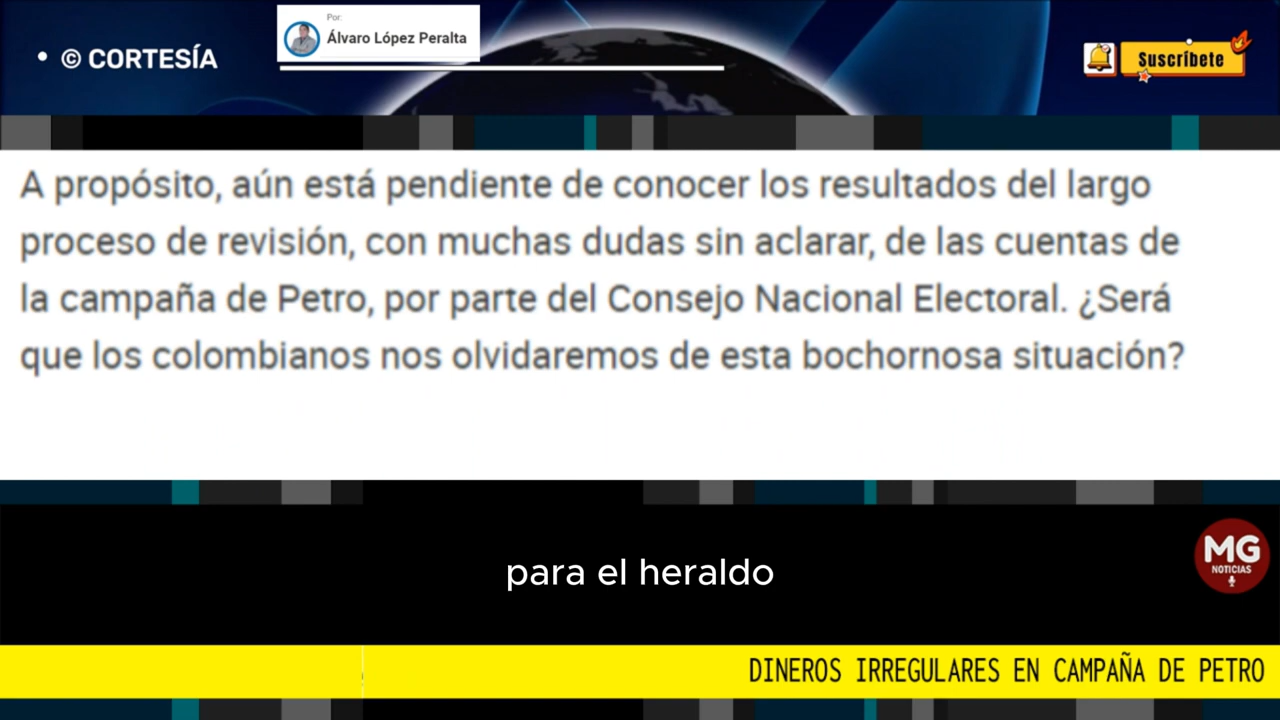 © CORTESÍA
Por:
Álvaro López Peralta
Suscríbete
A propósito, aún está pendiente de conocer los resultados del largo
proceso de revisión, con muchas dudas sin aclarar, de las cuentas de
la campaña de Petro, por parte del Consejo Nacional Electoral. ¿Será
que los colombianos nos olvidaremos de esta bochornosa situación?
para el heraldo
MG
NOTICIAS
DINEROS IRREGULARES EN CAMPAÑA DE PETRO